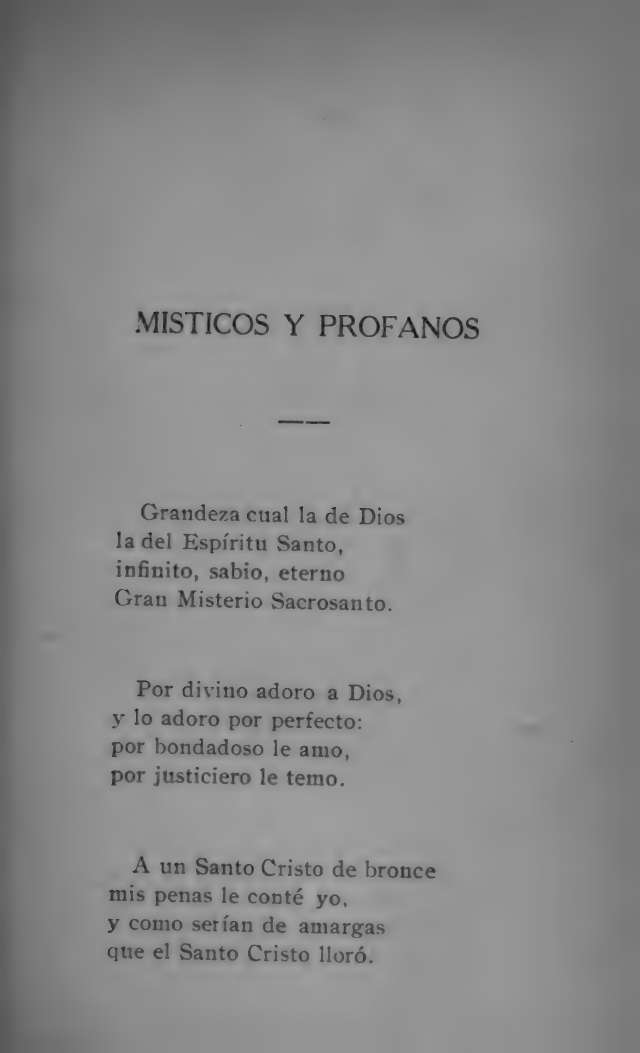 MISTICOS Y PROFANOS
Grandeza cual la de Dios
la del Espíritu Santo,
infinito, sabio, eterno
Gran Misterio Sacrosanto.
Por divino adoro a Dios,
y lo adoro por perfecto:
por bondadoso le amo,
por justiciero le temo.
A un Santo Cristo de bronce
mis penas le conté yo,
y como serían de amargas
que el Santo Cristo lloró.